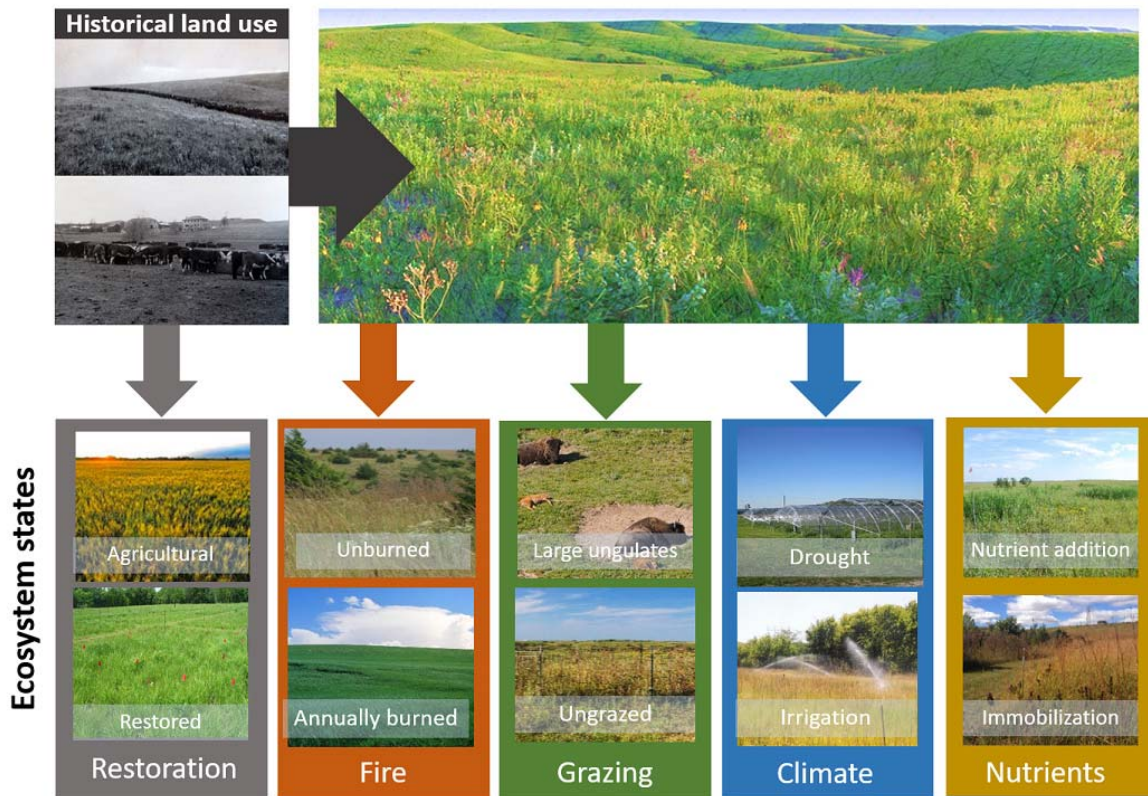 Historical land use
Ecosystem states
Agricultural
Restored
Restoration
Unburned
Annually burned
Fire
Large ungulates
Ungrazed
Grazing
Drought
Irrigation
Climate
Nutrient addition
Immobilization
Nutrients